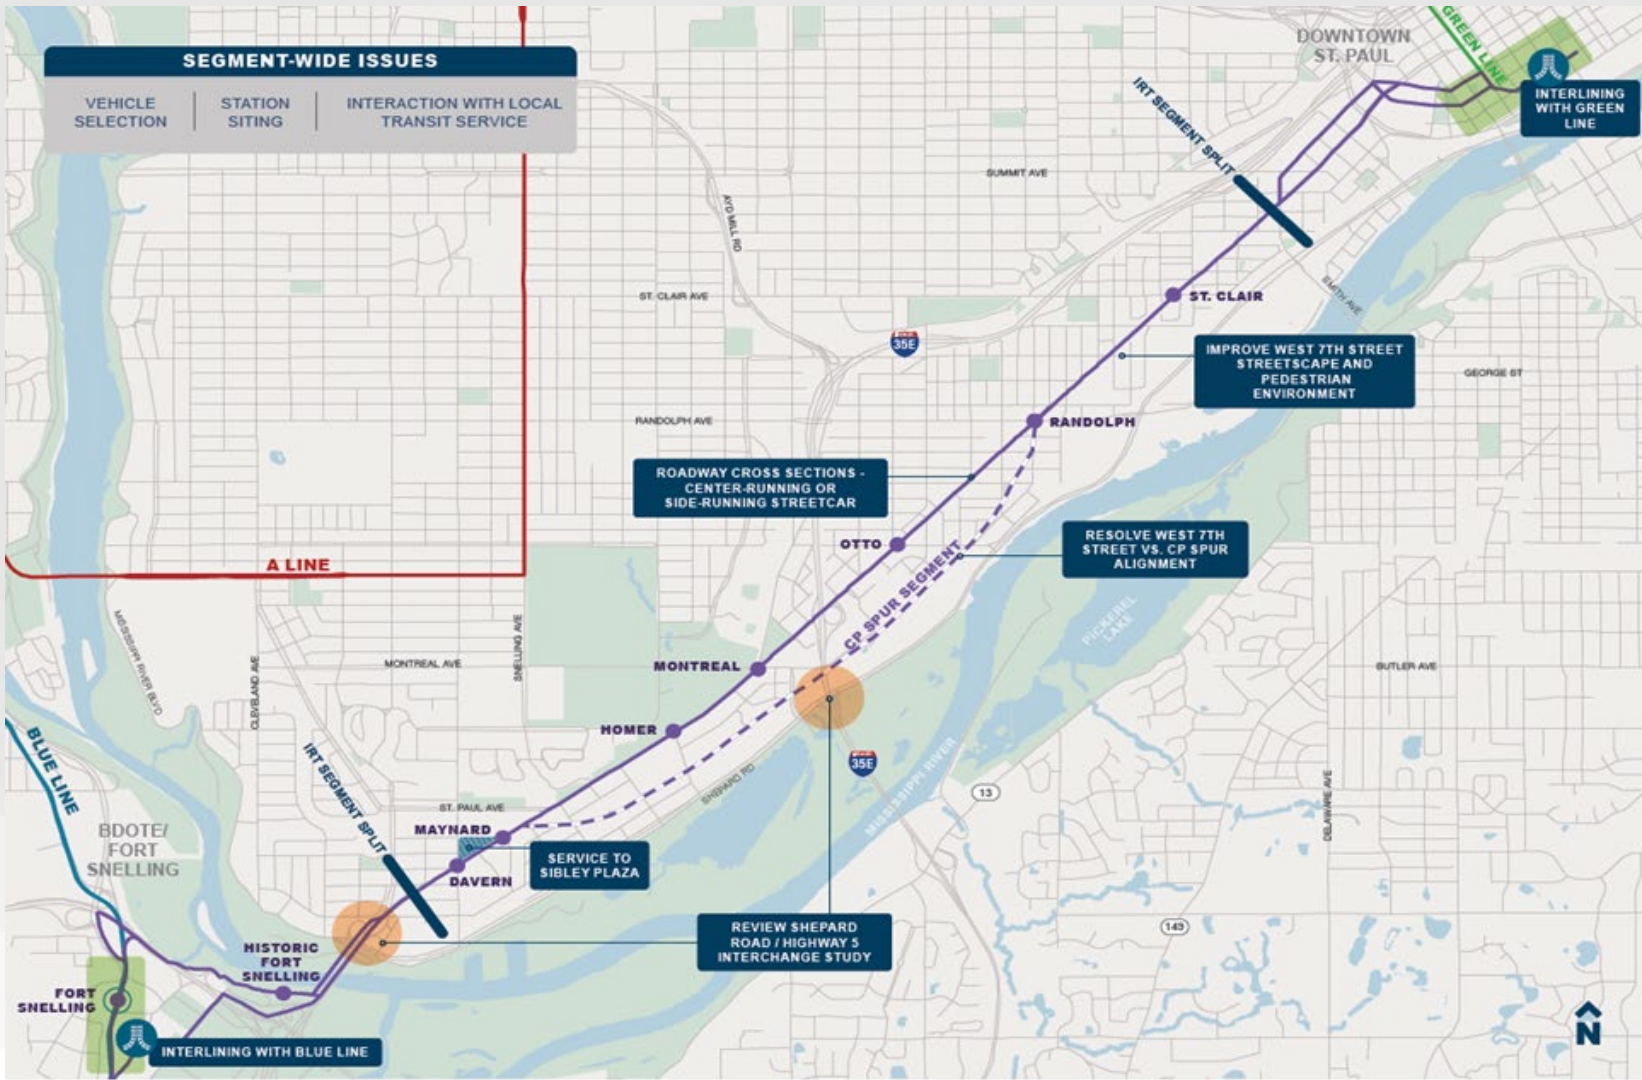 SEGMENT-WIDE ISSUES
VEHICLE
SELECTION
STATION
SITING
INTERACTION WITH LOCAL
TRANSIT SERVICE
DOWNTOWN
ST. PAUL
GREEN LINE
INTERLINING
WITH GREEN
LINE
IRT SEGMENT SPLIT
SUMMIT AVE
AYD MILL RD
ST. CLAIR AVE
ST. CLAIR
SMITH AVE
35E
IMPROVE WEST 7TH STREET
STREETSCAPE AND
PEDESTRIAN
ENVIRONMENT
GEORGE ST
RANDOLPH AVE
RANDOLPH
ROADWAY CROSS SECTIONS -
CENTER-RUNNING OR
SIDE-RUNNING STREETCAR
OTTO
CP SPUR SEGMENT
RESOLVE WEST 7TH
STREET VS. CP SPUR
ALIGNMENT
A LINE
PICKEREL
LAKE
MISSISSIPPI RIVER BLVD
CLEVELAND AVE
SNELLING AVE
MONTREAL AVE
MONTREAL
BUTLER AVE
HOMER
BLUE LINE
IRT SEGMENT SPLIT
35E
SHEPARD RD
MISSISSIPPI RIVER
13
DELAWARE AVE
ST. PAUL AVE
MAYNARD
BDOTE/
FORT
SNELLING
SERVICE TO
SIBLEY PLAZA
DAVERN
REVIEW SHEPARD
ROAD / HIGHWAY 5
INTERCHANGE STUDY
149
HISTORIC
FORT
SNELLING
FORT
SNELLING
INTERLINING WITH BLUE LINE
N